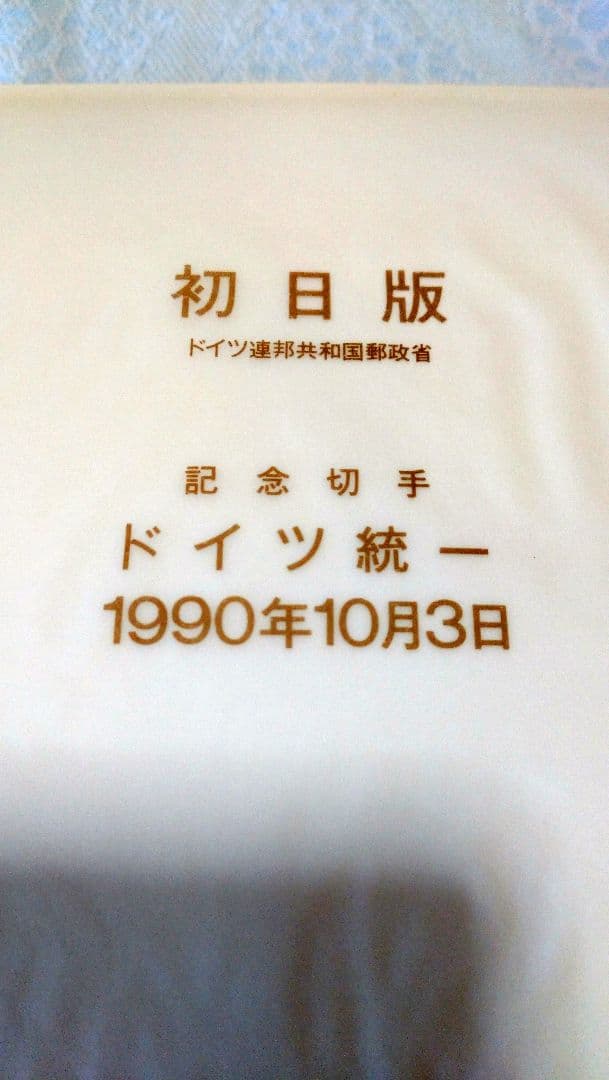 初日版
ドイツ連邦共和国郵政省
記念切手
ドイツ統一
1990年10月3日